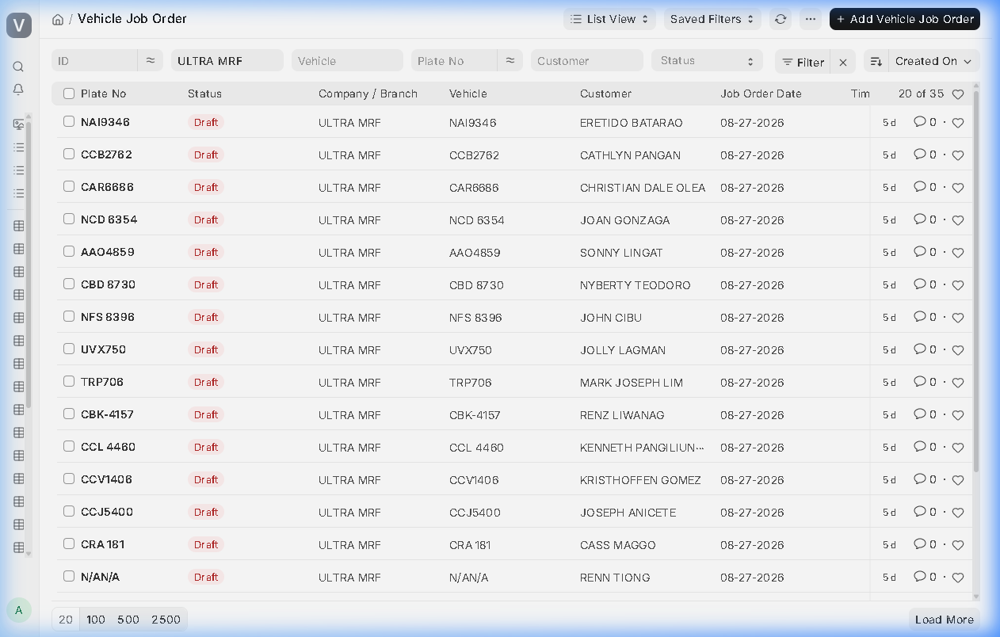 V
/ Vehicle Job Order
List View
Saved Filters
+ Add Vehicle Job Order
ID ≈ ULTRA MRF Vehicle Plate No ≈ Customer Status Filter × Created On
Plate No Status Company / Branch Vehicle Customer Job Order Date Tim 20 of 35
NAI9346 Draft ULTRA MRF NAI9346 ERETIDO BATARAO 08-27-2026 5 d 0 ·
CCB2762 Draft ULTRA MRF CCB2762 CATHLYN PANGAN 08-27-2026 5 d 0 ·
CAR6686 Draft ULTRA MRF CAR6686 CHRISTIAN DALE OLEA 08-27-2026 5 d 0 ·
NCD 6354 Draft ULTRA MRF NCD 6354 JOAN GONZAGA 08-27-2026 5 d 0 ·
AAO4859 Draft ULTRA MRF AAO4859 SONNY LINGAT 08-27-2026 5 d 0 ·
CBD 8730 Draft ULTRA MRF CBD 8730 NYBERTY TEODORO 08-27-2026 5 d 0 ·
NFS 8396 Draft ULTRA MRF NFS 8396 JOHN CIBU 08-27-2026 5 d 0 ·
UVX750 Draft ULTRA MRF UVX750 JOLLY LAGMAN 08-27-2026 5 d 0 ·
TRP706 Draft ULTRA MRF TRP706 MARK JOSEPH LIM 08-27-2026 5 d 0 ·
CBK-4157 Draft ULTRA MRF CBK-4157 RENZ LIWANAG 08-27-2026 5 d 0 ·
CCL 4460 Draft ULTRA MRF CCL 4460 KENNETH PANGILIUN... 08-27-2026 5 d 0 ·
CCV1406 Draft ULTRA MRF CCV1406 KRISTHOFFEN GOMEZ 08-27-2026 5 d 0 ·
CCJ5400 Draft ULTRA MRF CCJ5400 JOSEPH ANICETE 08-27-2026 5 d 0 ·
CRA 181 Draft ULTRA MRF CRA 181 CASS MAGGO 08-27-2026 5 d 0 ·
N/AN/A Draft ULTRA MRF N/AN/A RENN TIONG 08-27-2026 5 d 0 ·
A
20 100 500 2500 Load More